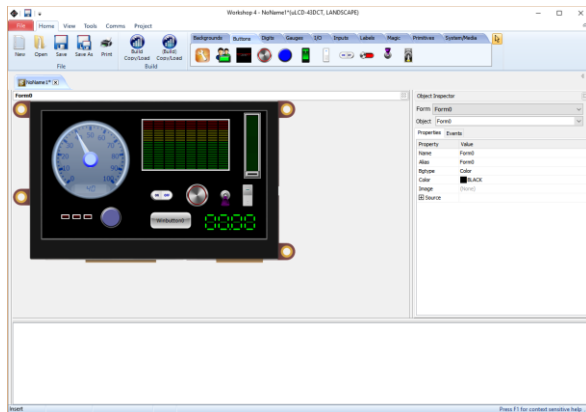 Workshop 4 - NoName1*(uLCD-43DCT, LANDSCAPE)
File Home View Tools Comms Project
Backgrounds Buttons Digits Gauges I/O Inputs Labels Magic Primitives System/Media
New Open Save Save As Print
Build Copy/Load
(Build) Copy/Load
File Build
NoName1*
Form0
Object Inspector
Form Form0
Object Form0
Properties Events
Property Value
Name Form0
Alias Form0
Bgtype Color
Color BLACK
Image (None)
Source
Winbutton0
Insert
Press F1 for context sensitive help